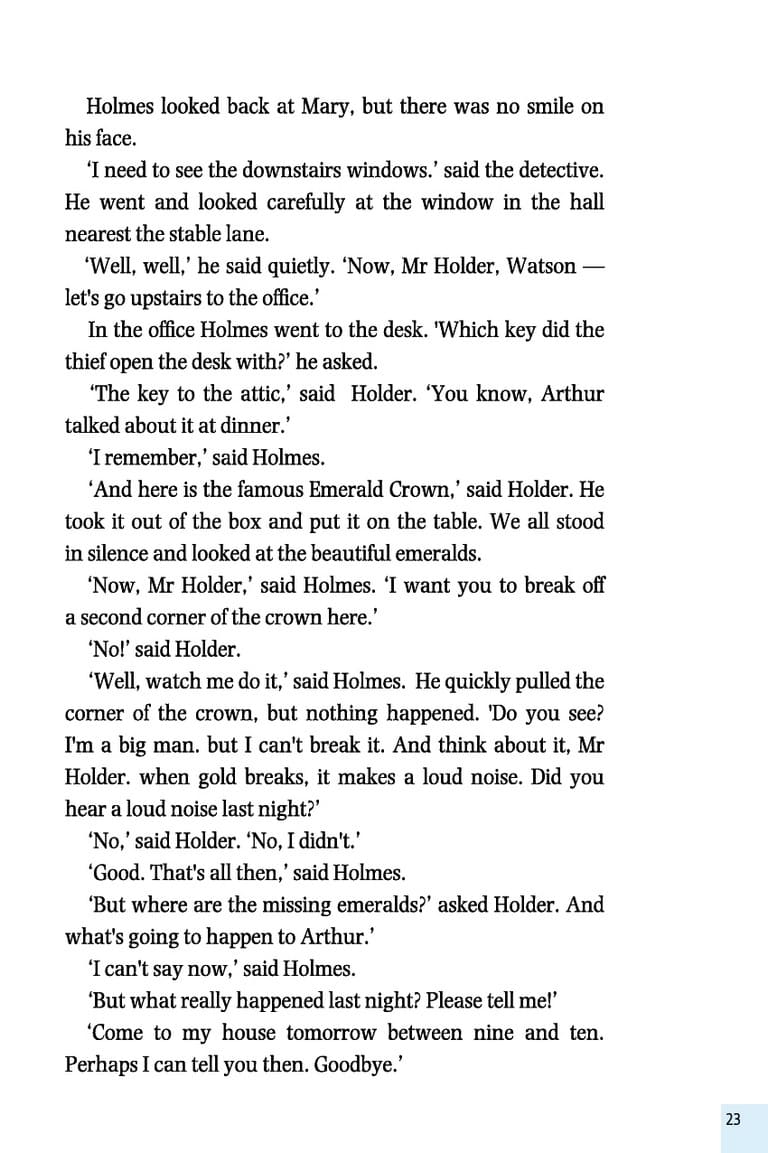 Holmes looked back at Mary, but there was no smile on
his face.
‘I need to see the downstairs windows.’ said the detective.
He went and looked carefully at the window in the hall
nearest the stable lane.
‘Well, well,’ he said quietly. ‘Now, Mr Holder, Watson —
let's go upstairs to the office.’
In the office Holmes went to the desk. 'Which key did the
thief open the desk with?’ he asked.
‘The key to the attic,’ said Holder. ‘You know, Arthur
talked about it at dinner.’
‘I remember,’ said Holmes.
‘And here is the famous Emerald Crown,’ said Holder. He
took it out of the box and put it on the table. We all stood
in silence and looked at the beautiful emeralds.
‘Now, Mr Holder,’ said Holmes. ‘I want you to break off
a second corner of the crown here.’
‘No!’ said Holder.
‘Well, watch me do it,’ said Holmes. He quickly pulled the
corner of the crown, but nothing happened. 'Do you see?
I'm a big man. but I can't break it. And think about it, Mr
Holder. when gold breaks, it makes a loud noise. Did you
hear a loud noise last night?’
‘No,’ said Holder. ‘No, I didn't.’
‘Good. That's all then,’ said Holmes.
‘But where are the missing emeralds?’ asked Holder. And
what's going to happen to Arthur.’
‘I can't say now,’ said Holmes.
‘But what really happened last night? Please tell me!’
‘Come to my house tomorrow between nine and ten.
Perhaps I can tell you then. Goodbye.’
23